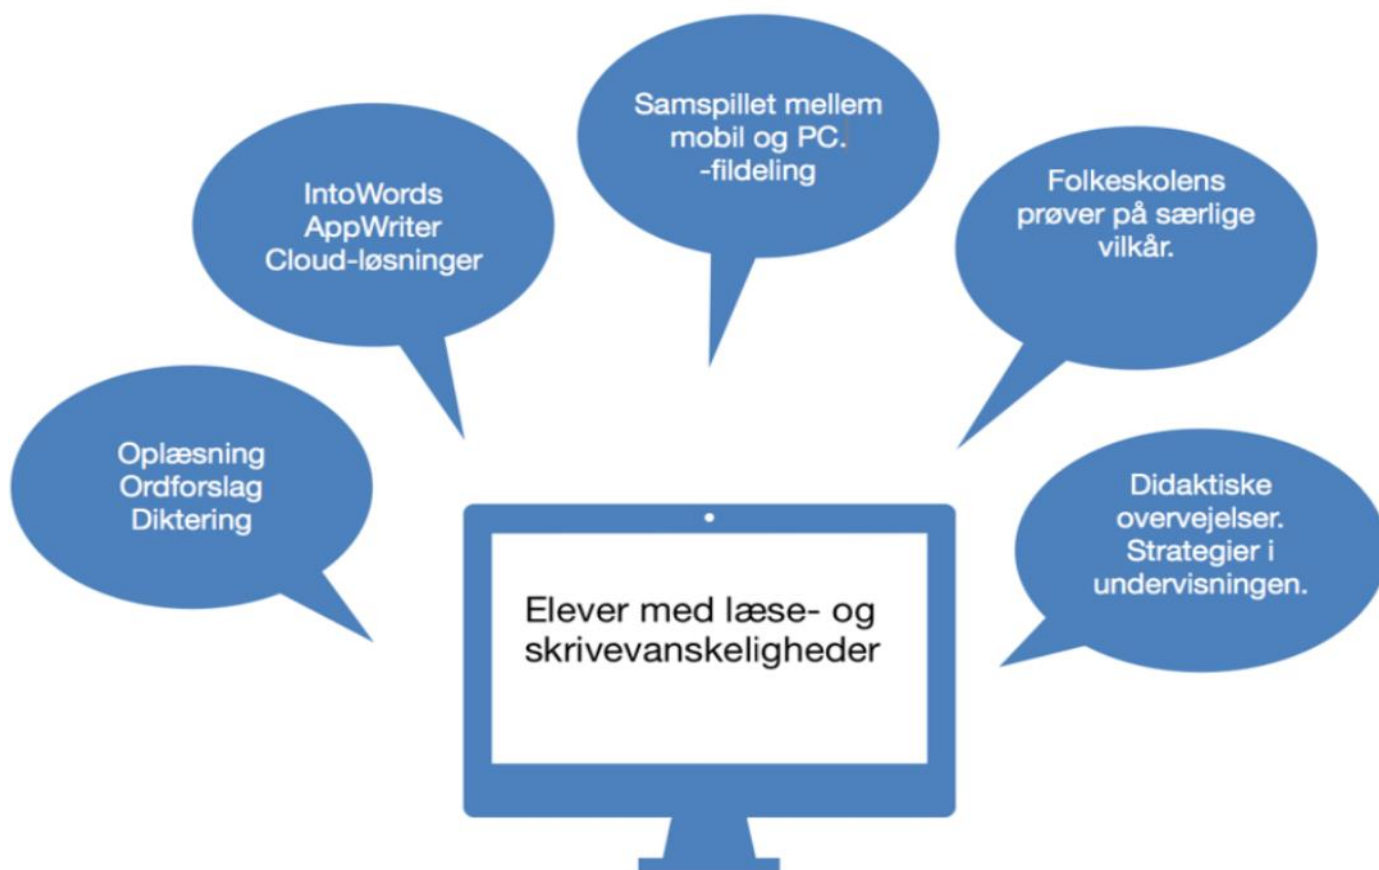 Samspillet mellem
mobil og PC.
-fildeling
IntoWords
AppWriter
Cloud-løsninger
Folkeskolens
prøver på særlige
vilkår.
Oplæsning
Ordforslag
Diktering
Didaktiske
overvejelser.
Strategier i
undervisningen.
Elever med læse- og
skrivevanskeligheder